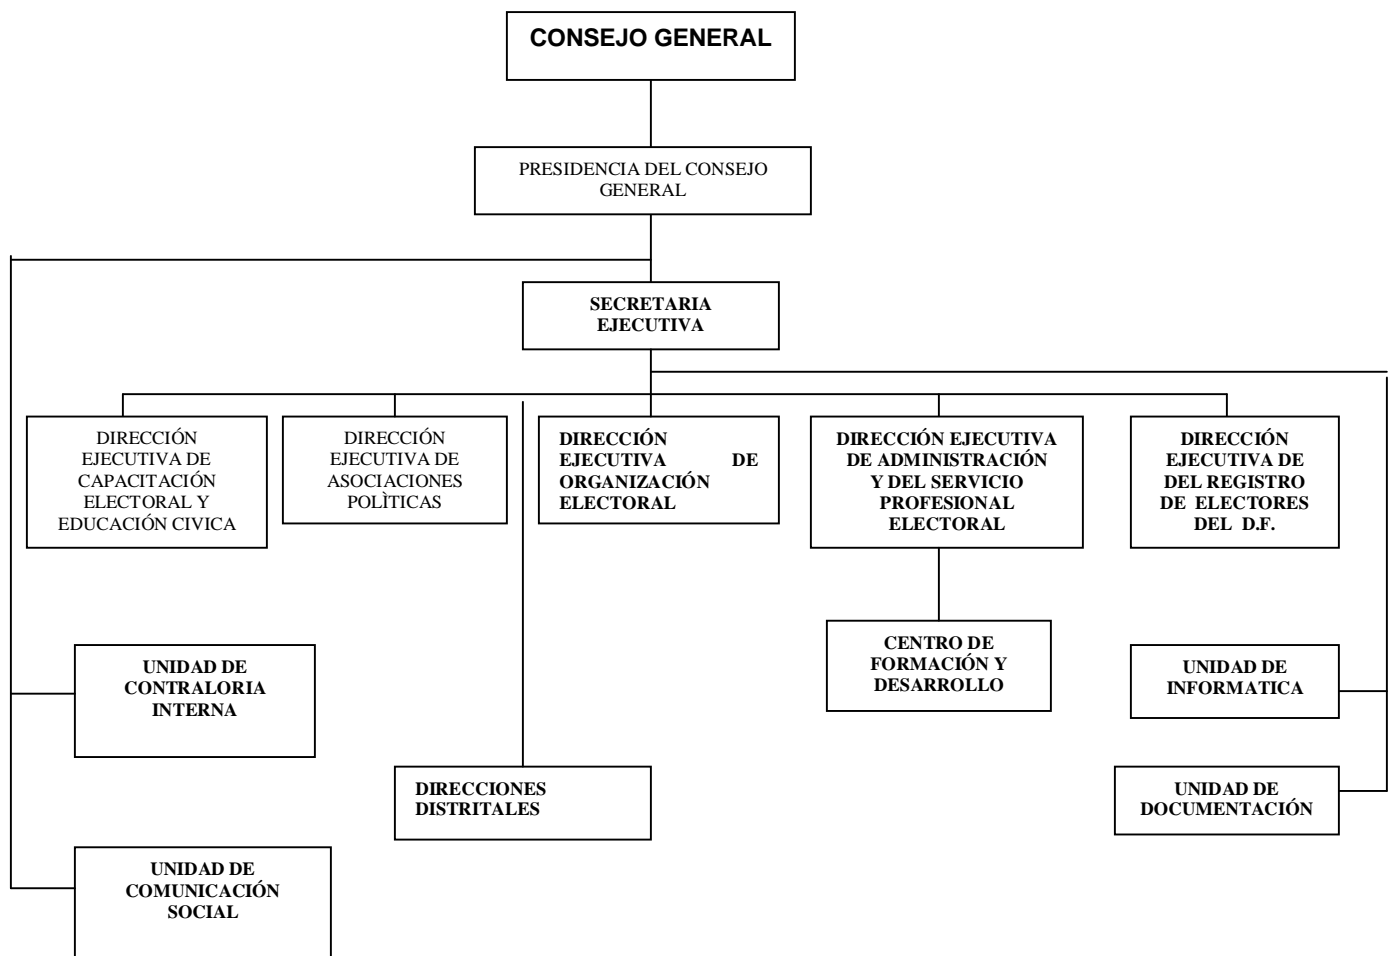 CONSEJO GENERAL
PRESIDENCIA DEL CONSEJO
GENERAL
SECRETARIA
EJECUTIVA
DIRECCIÓN
EJECUTIVA DE
CAPACITACIÓN
ELECTORAL Y
EDUCACIÓN CIVICA
DIRECCIÓN
EJECUTIVA DE
ASOCIACIONES
POLÌTICAS
DIRECCIÓN
EJECUTIVA DE
ORGANIZACIÓN
ELECTORAL
DIRECCIÓN EJECUTIVA
DE ADMINISTRACIÓN
Y DEL SERVICIO
PROFESIONAL
ELECTORAL
DIRECCIÓN
EJECUTIVA DE
DEL REGISTRO
DE ELECTORES
DEL D.F.
CENTRO DE
FORMACIÓN Y
DESARROLLO
UNIDAD DE
CONTRALORIA
INTERNA
UNIDAD DE
INFORMATICA
DIRECCIONES
DISTRITALES
UNIDAD DE
DOCUMENTACIÓN
UNIDAD DE
COMUNICACIÓN
SOCIAL